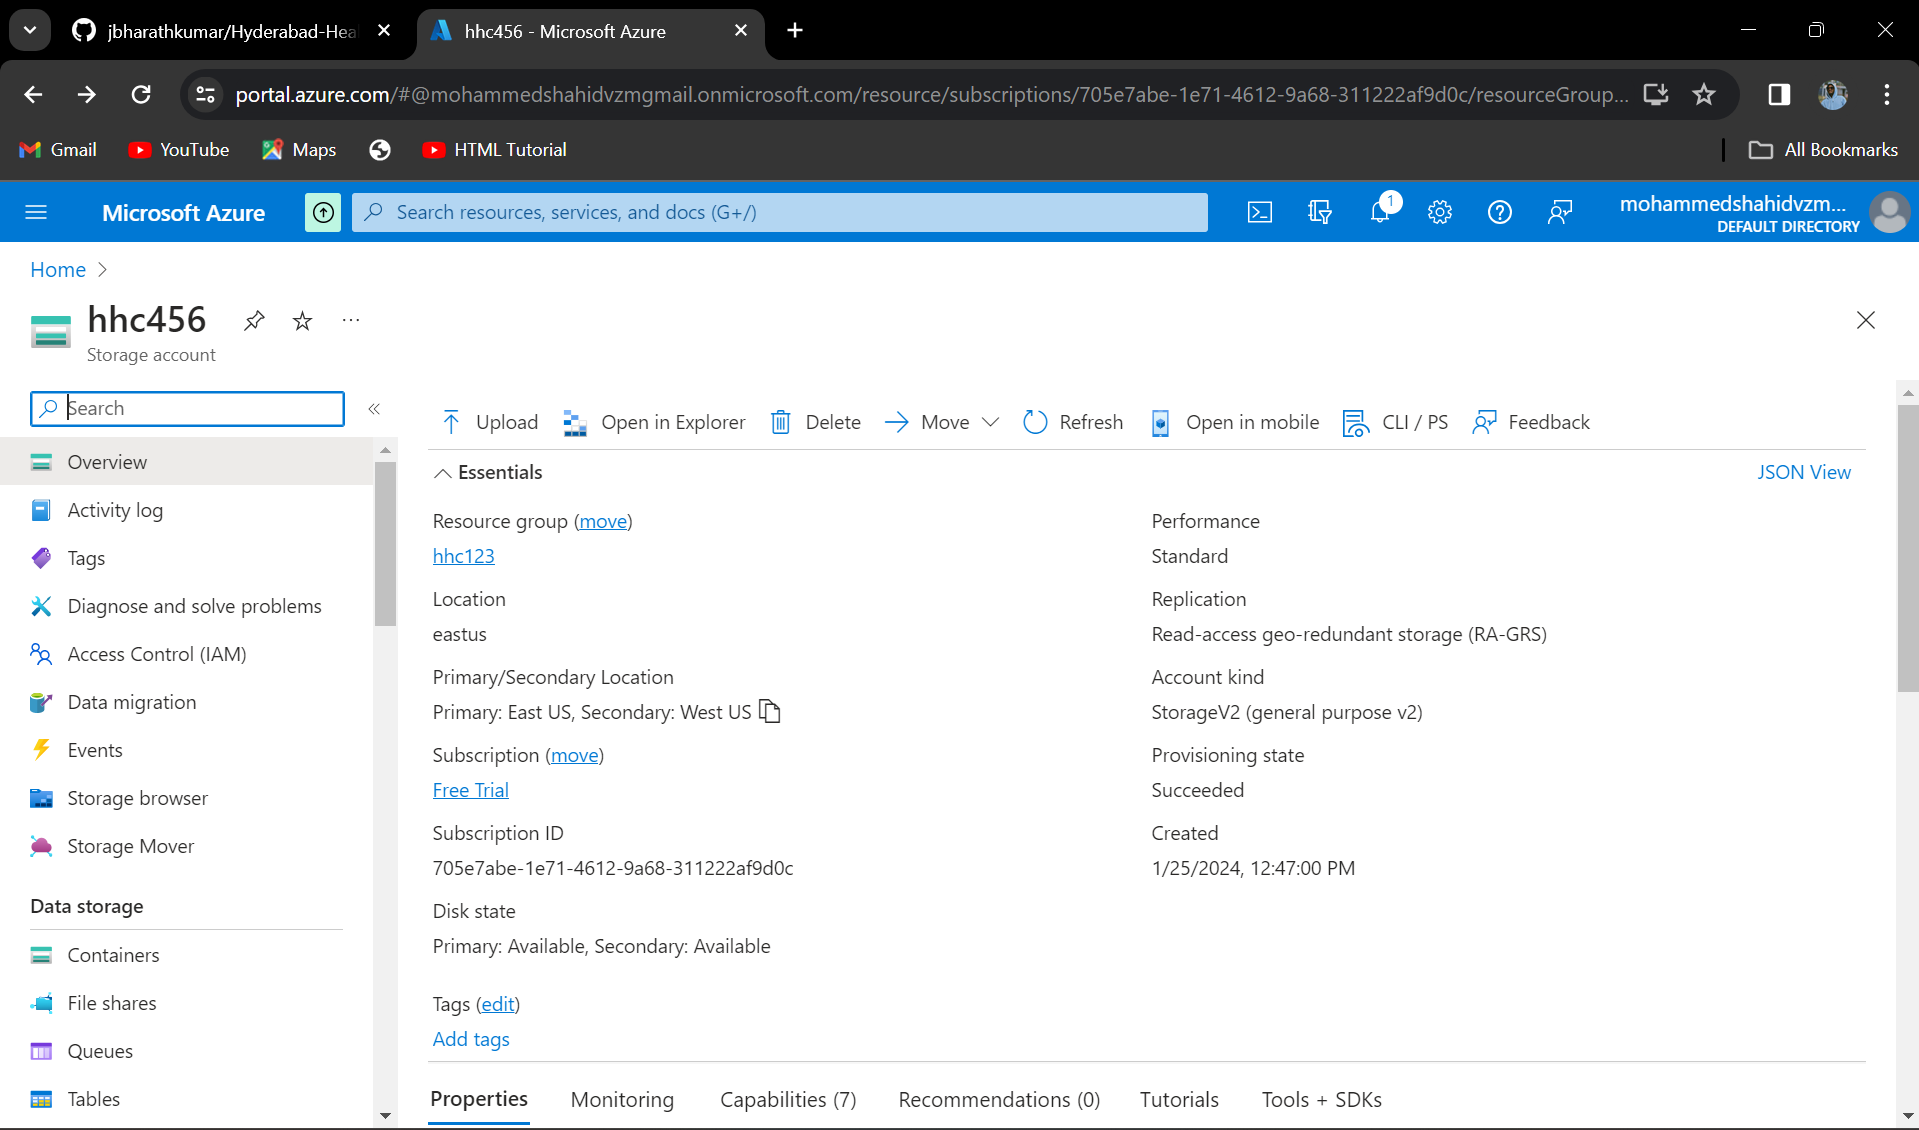 jbharathkumar/Hyderabad-Hea
hhc456 - Microsoft Azure
portal.azure.com/#@mohammedshahidvzmgmail.onmicrosoft.com/resource/subscriptions/705e7abe-1e71-4612-9a68-311222af9d0c/resourceGroup...
Gmail
YouTube
Maps
HTML Tutorial
All Bookmarks
Microsoft Azure
Search resources, services, and docs (G+/)
1
mohammedshahidvzm...
DEFAULT DIRECTORY
Home
hhc456
...
Storage account
Search
Overview
Activity log
Tags
Diagnose and solve problems
Access Control (IAM)
Data migration
Events
Storage browser
Storage Mover
Data storage
Containers
File shares
Queues
Tables
Upload
Open in Explorer
Delete
Move
Refresh
Open in mobile
CLI / PS
Feedback
Essentials
JSON View
Resource group (move)
hhc123
Location
eastus
Primary/Secondary Location
Primary: East US, Secondary: West US
Subscription (move)
Free Trial
Subscription ID
705e7abe-1e71-4612-9a68-311222af9d0c
Disk state
Primary: Available, Secondary: Available
Performance
Standard
Replication
Read-access geo-redundant storage (RA-GRS)
Account kind
StorageV2 (general purpose v2)
Provisioning state
Succeeded
Created
1/25/2024, 12:47:00 PM
Tags (edit)
Add tags
Properties
Monitoring
Capabilities (7)
Recommendations (0)
Tutorials
Tools + SDKs